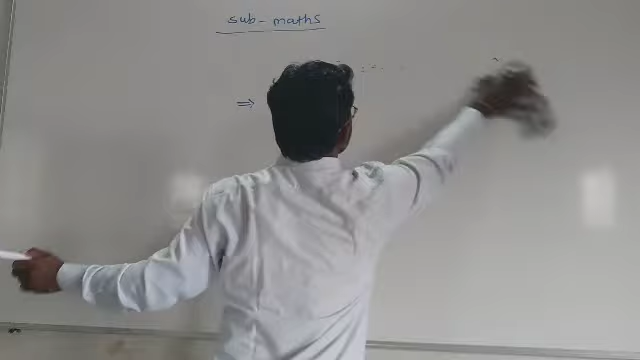 sub - maths
⇒